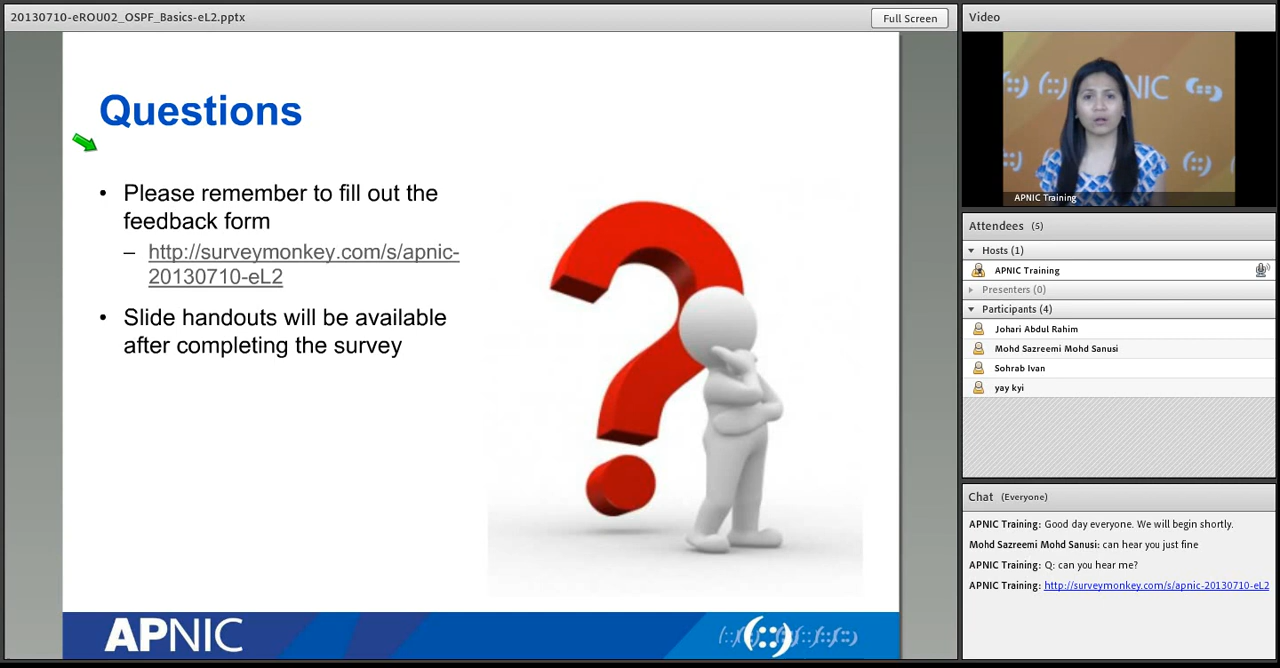 20130710-eROU02_OSPF_Basics-eL2.pptx
Full Screen
Questions
• Please remember to fill out the
feedback form
– http://surveymonkey.com/s/apnic-
20130710-eL2
• Slide handouts will be available
after completing the survey
APNIC
Video
NIC
APNIC Training
Attendees (5)
Hosts (1)
APNIC Training
Presenters (0)
Participants (4)
Johari Abdul Rahim
Mohd Sazreemi Mohd Sanusi
Sohrab Ivan
yay kyi
Chat (Everyone)
APNIC Training: Good day everyone. We will begin shortly.
Mohd Sazreemi Mohd Sanusi: can hear you just fine
APNIC Training: Q: can you hear me?
APNIC Training: http://surveymonkey.com/s/apnic-20130710-eL2